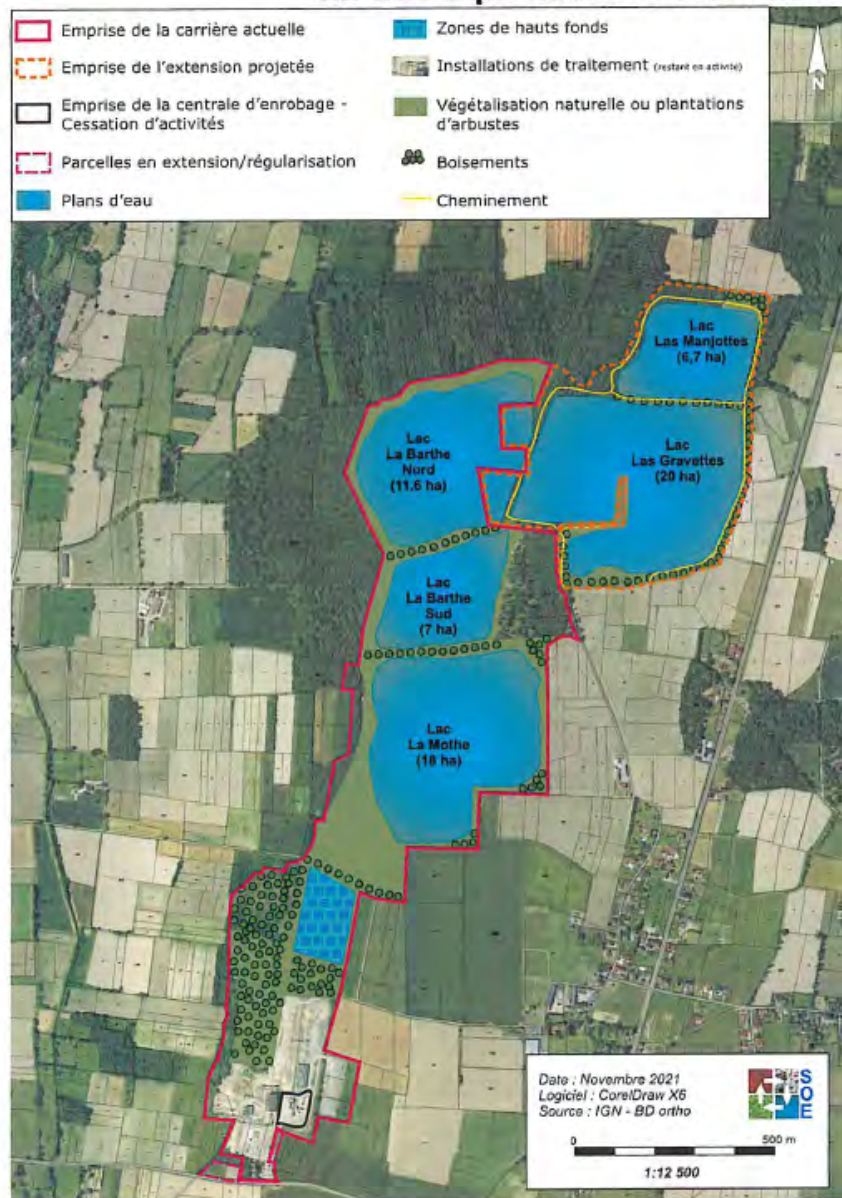 Emprise de la carrière actuelle
Emprise de l'extension projetée
Emprise de la centrale d'enrobage -
Cessation d'activités
Parcelles en extension/régularisation
Plans d'eau
Zones de hauts fonds
Installations de traitement (restant en activité)
Végétalisation naturelle ou plantations
d'arbustes
Boisements
Cheminement
N
Lac
Las Manjottes
(6,7 ha)
Lac
La Barthe
Nord
(11,6 ha)
Lac
Las Gravettes
(20 ha)
Lac
La Barthe
Sud
(7 ha)
Lac
La Mothe
(18 ha)
Date : Novembre 2021
Logiciel : CorelDraw X6
Source : IGN - BD ortho
SOE
0 500 m
1:12 500